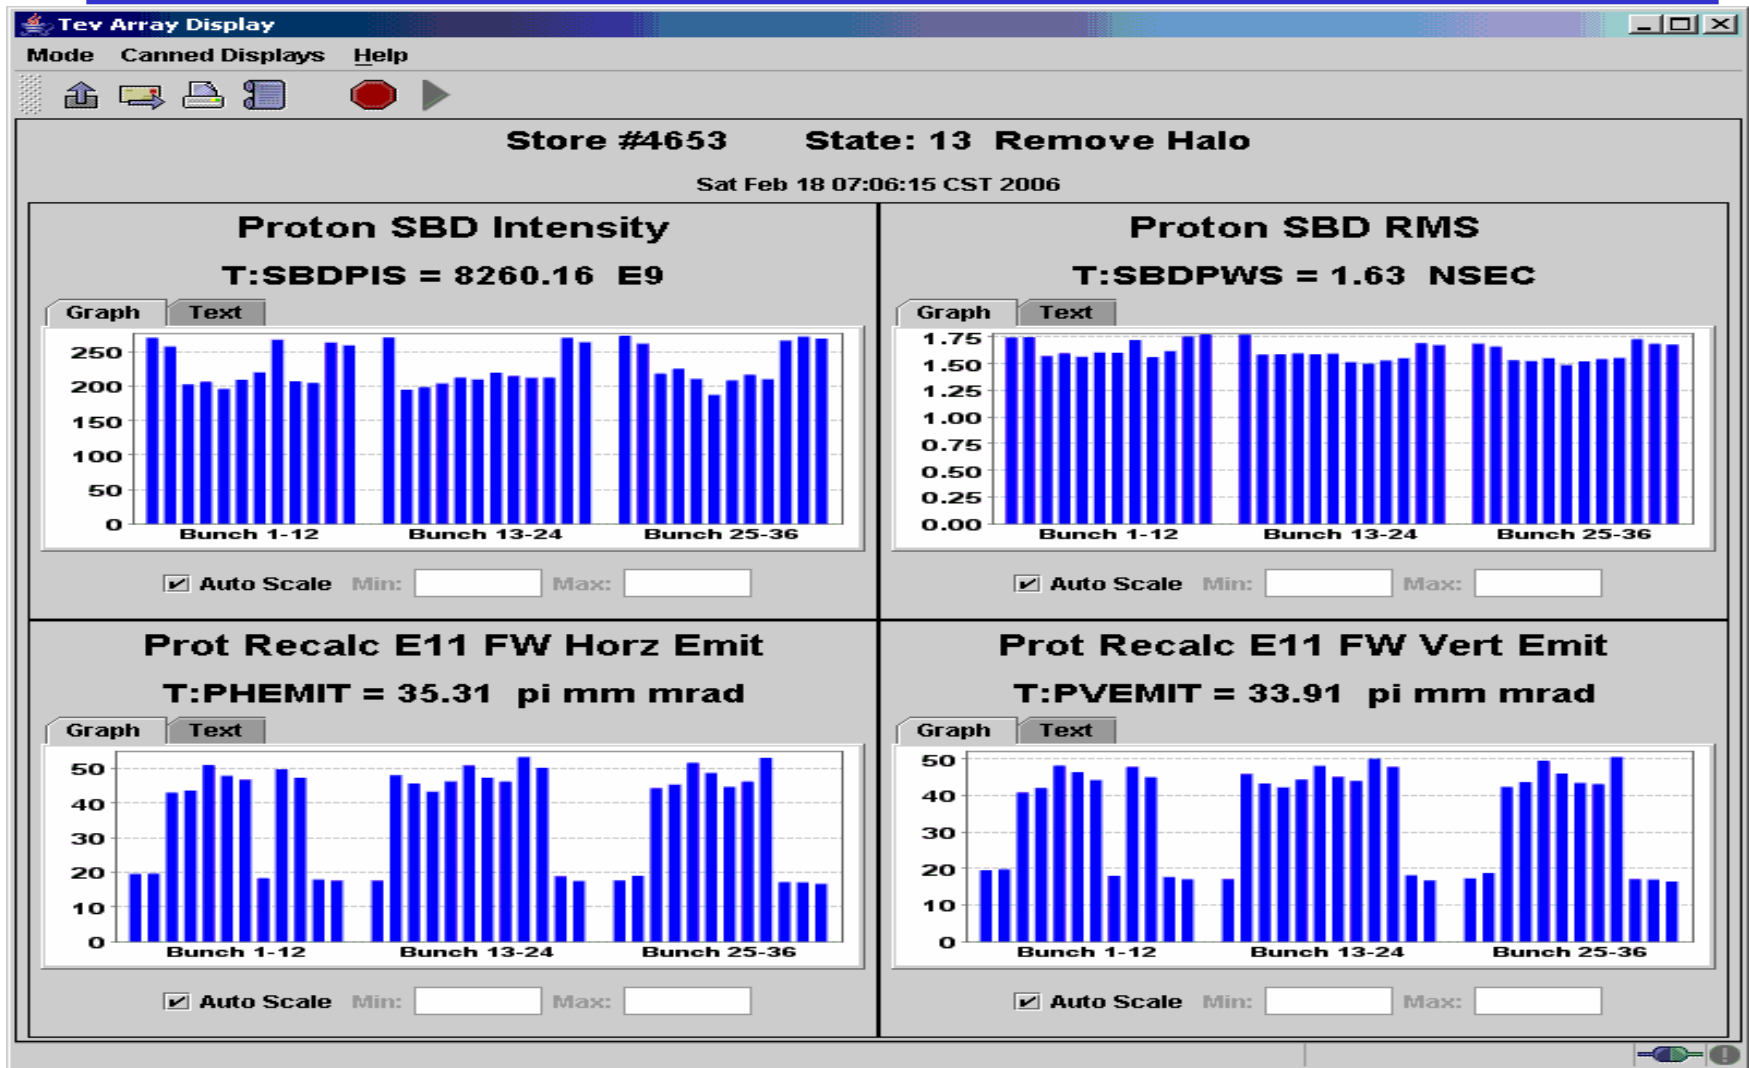 Tev Array Display
Mode Canned Displays Help
Store #4653 State: 13 Remove Halo
Sat Feb 18 07:06:15 CST 2006
Proton SBD Intensity
T:SBDPIS = 8260.16 E9
Graph Text
250
200
150
100
50
0
Bunch 1-12 Bunch 13-24 Bunch 25-36
Auto Scale Min: Max:
Proton SBD RMS
T:SBDPWS = 1.63 NSEC
Graph Text
1.75
1.50
1.25
1.00
0.75
0.50
0.25
0.00
Bunch 1-12 Bunch 13-24 Bunch 25-36
Auto Scale Min: Max:
Prot Recalc E11 FW Horz Emit
T:PHEMIT = 35.31 pi mm mrad
Graph Text
50
40
30
20
10
0
Bunch 1-12 Bunch 13-24 Bunch 25-36
Auto Scale Min: Max:
Prot Recalc E11 FW Vert Emit
T:PVEMIT = 33.91 pi mm mrad
Graph Text
50
40
30
20
10
0
Bunch 1-12 Bunch 13-24 Bunch 25-36
Auto Scale Min: Max: